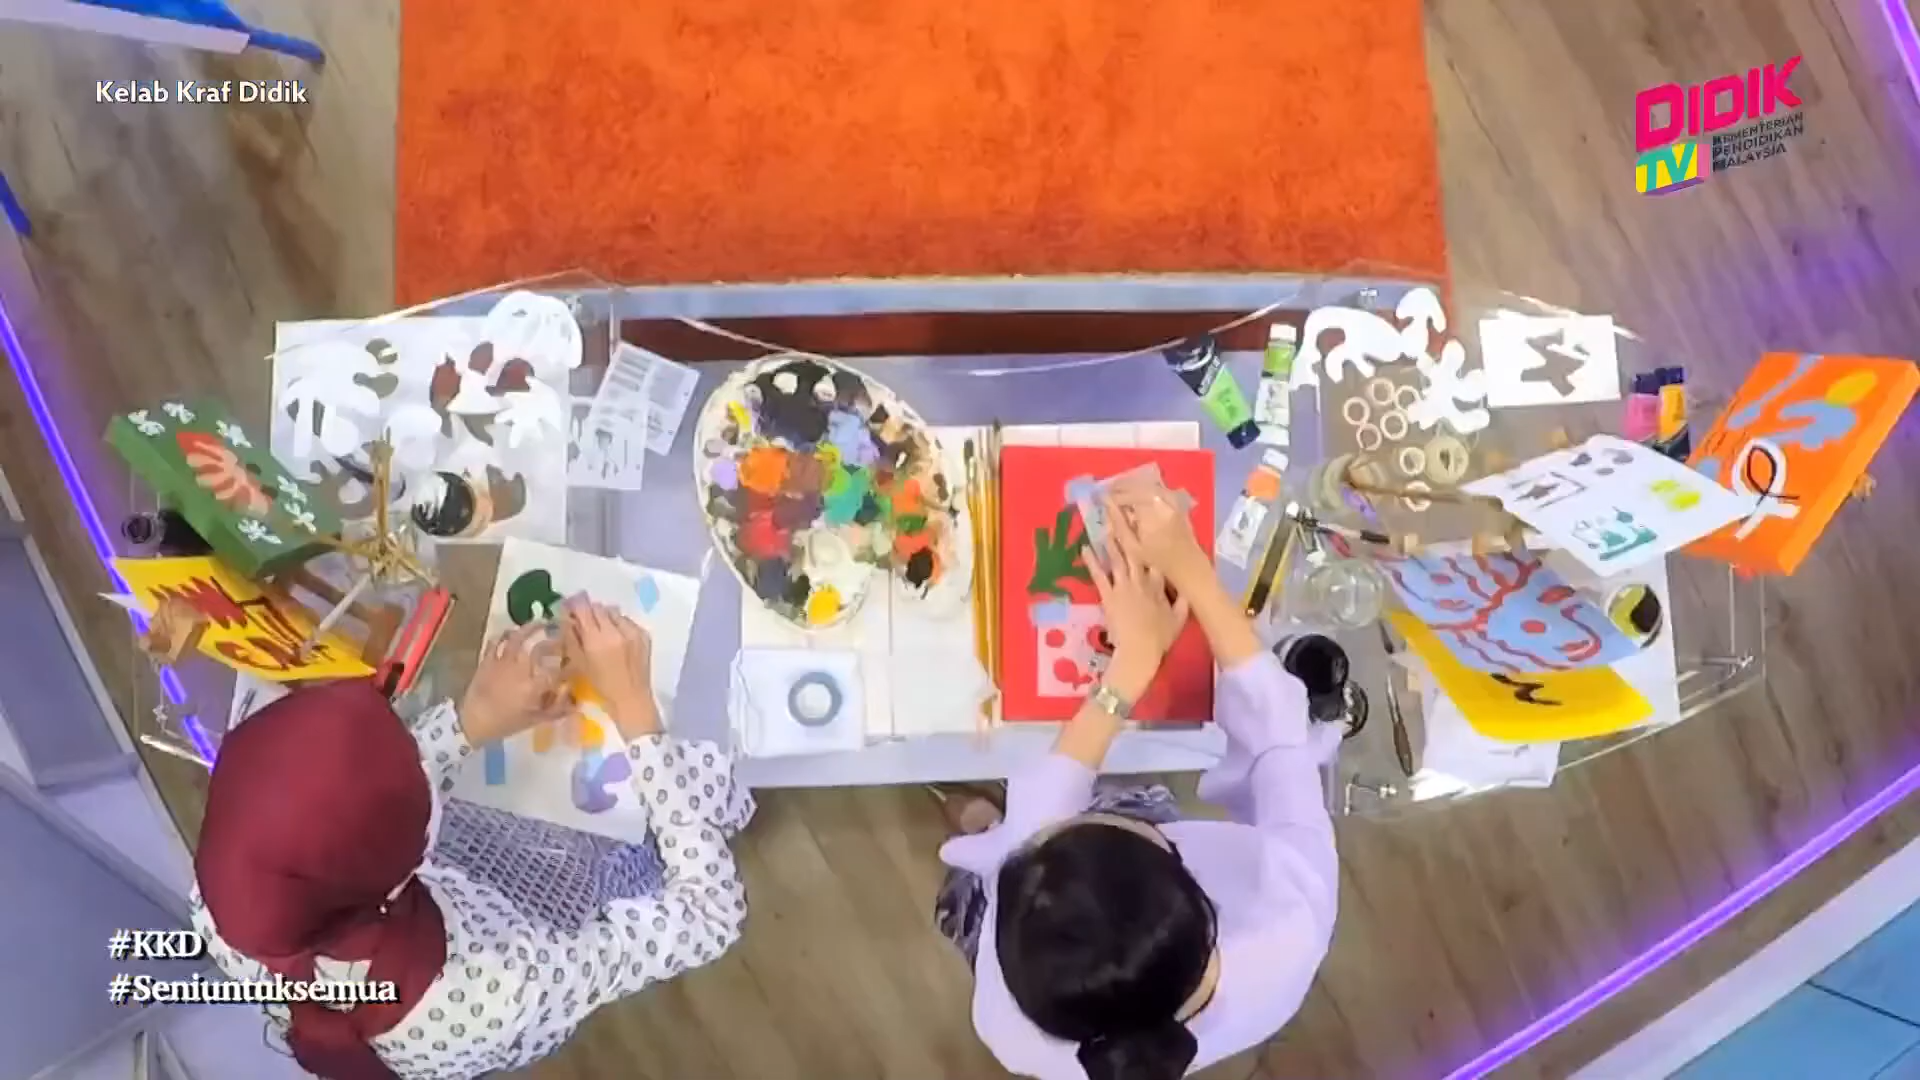 Kelab Kraf Didik
DIDIK
TV
KEMENTERIAN
PENDIDIKAN
MALAYSIA
#KKD
#Seniuntuksemua